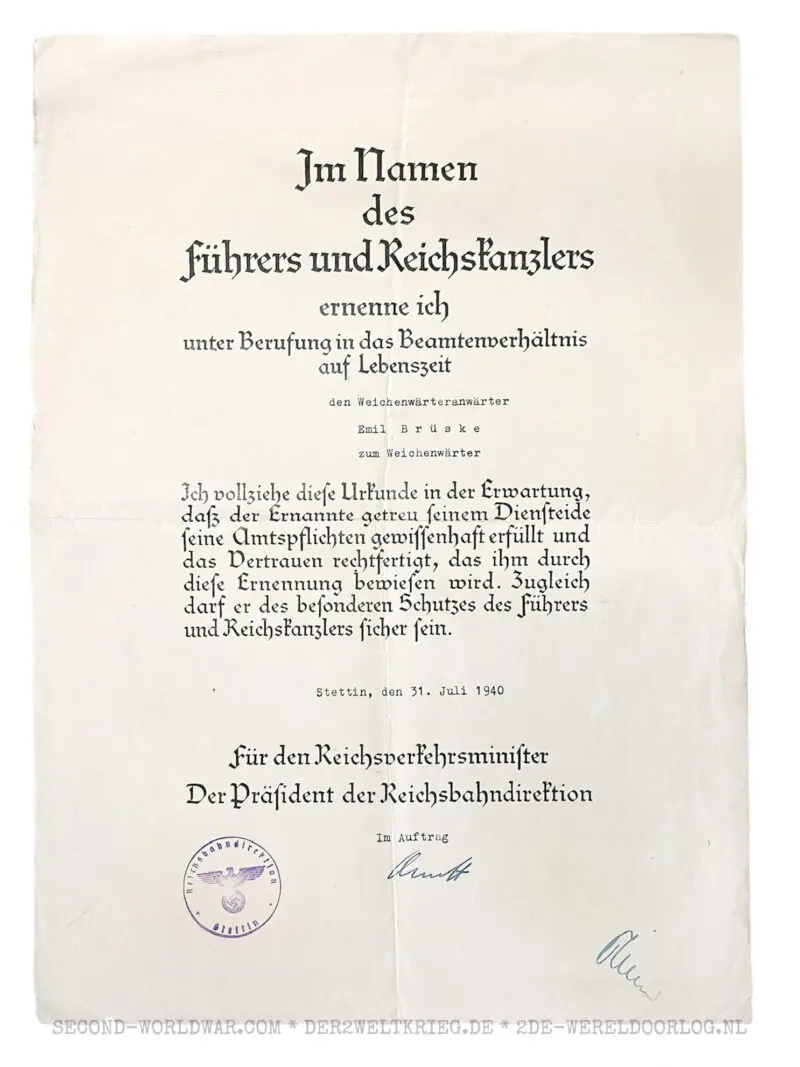 Im Namen
des
Führers und Reichskanzlers
ernenne ich
unter Berufung in das Beamtenverhältnis
auf Lebenszeit
den Weichenwärteranwärter
Emil B r ü s k e
zum Weichenwärter
Ich vollziehe dieſe Urkunde in der Erwartung,
daß der Ernannte getreu ſeinem Dienſteide
ſeine Amtspflichten gewiſſenhaft erfüllt und
das Vertrauen rechtfertigt, das ihm durch
dieſe Ernennung bewieſen wird. Zugleich
darf er des beſonderen Schutzes des Führers
und Reichskanzlers ſicher ſein.
Stettin, den 31. Juli 1940
Für den Reichsverkehrsminiſter
Der Präſident der Reichsbahndirektion
Im Auftrag
Reichsbahndirektion
Stettin
SECOND-WORLDWAR.COM * DER2WELTKRIEG.DE * 2DE-WERELDOORLOG.NL